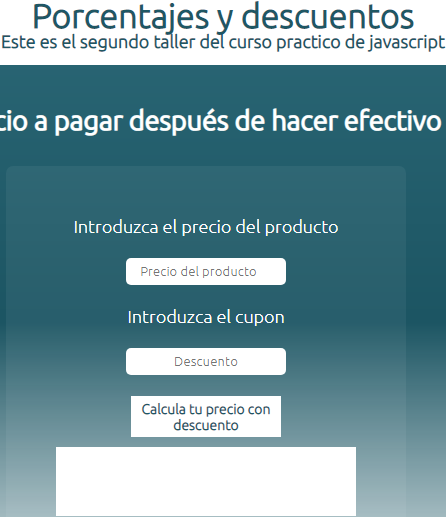 Porcentajes y descuentos
Este es el segundo taller del curso practico de javascript
cio a pagar después de hacer efectivo
Introduzca el precio del producto
Precio del producto
Introduzca el cupon
Descuento
Calcula tu precio con
descuento